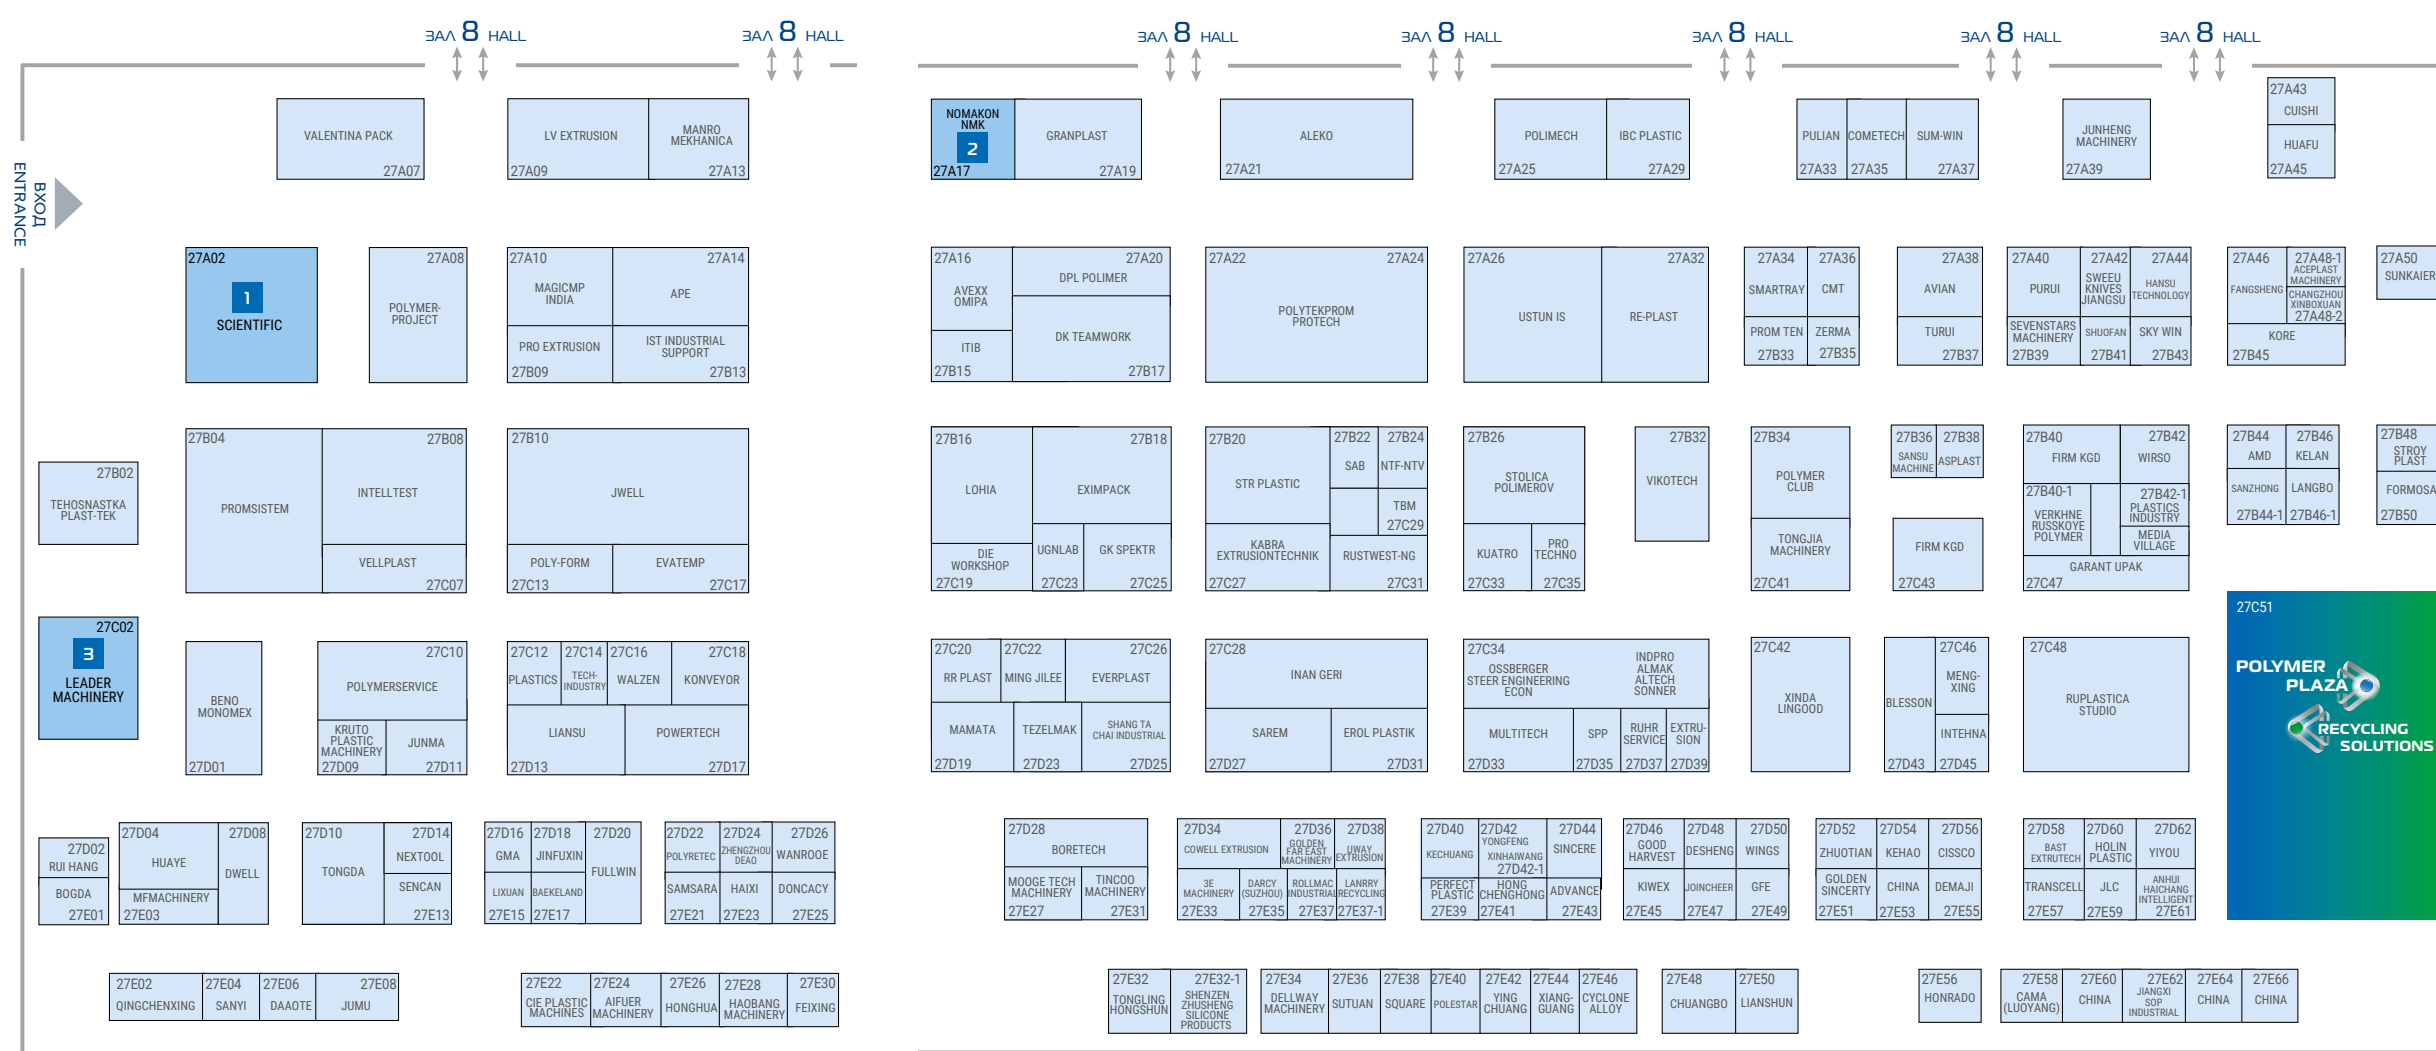 ЗАЛ 8 HALL
ЗАЛ 8 HALL
ЗАЛ 8 HALL
ЗАЛ 8 HALL
ЗАЛ 8 HALL
ЗАЛ 8 HALL
ЗАЛ 8 HALL
ВХОД
ENTRANCE
VALENTINA PACK
27A07
LV EXTRUSION
27A09
MANRO
MEKHANICA
27A13
NOMAKON
NMK
2
27A17
GRANPLAST
27A19
ALEKO
27A21
POLIMECH
27A25
IBC PLASTIC
27A29
PULIAN
27A33
COMETECH
27A35
SUM-WIN
27A37
JUNHENG
MACHINERY
27A39
27A43
CUISHI
HUAFU
27A45
27A02
1
SCIENTIFIC
27A08
POLYMER-
PROJECT
27A10
MAGICMP
INDIA
27A14
APE
PRO EXTRUSION
27B09
IST INDUSTRIAL
SUPPORT
27B13
27A16
AVEXX
OMIPA
27A20
DPL POLIMER
DK TEAMWORK
27B17
ITIB
27B15
27A22
27A24
POLYTEKPROM
PROTECH
27A26
USTUN IS
27A32
RE-PLAST
27A34
SMARTRAY
27A36
CMT
PROM TEN
27B33
ZERMA
27B35
27A38
AVIAN
TURUI
27B37
27A40
PURUI
27A42
SWEEU
KNIVES
JIANGSU
27A44
HANSU
TECHNOLOGY
SEVENSTARS
MACHINERY
27B39
SHUOFAN
27B41
SKY WIN
27B43
27A46
FANGSHENG
27A48-1
ACEPLAST
MACHINERY
CHANGZHOU
XINBOXUAN
27A48-2
KORE
27B45
27A50
SUNKAIER
27B02
TEHOSNASTKA
PLAST-TEK
27B04
PROMSISTEM
27B08
INTELLTEST
VELLPLAST
27C07
27B10
JWELL
POLY-FORM
27C13
EVATEMP
27C17
27B16
LOHIA
27B18
EXIMPACK
DIE
WORKSHOP
27C19
UGNLAB
27C23
GK SPEKTR
27C25
27B20
STR PLASTIC
27B22
SAB
27B24
NTF-NTV
TBM
27C29
KABRA
EXTRUSIONTECHNIK
27C27
RUSTWEST-NG
27C31
27B26
STOLICA
POLIMEROV
KUATRO
27C33
PRO
TECHNO
27C35
27B32
VIKOTECH
27B34
POLYMER
CLUB
TONGJIA
MACHINERY
27C41
27B36
SANSU
MACHINE
27B38
ASPLAST
FIRM KGD
27C43
27B40
FIRM KGD
27B42
WIRSO
27B40-1
VERKHNE
RUSSKOYE
POLYMER
27B42-1
PLASTICS
INDUSTRY
MEDIA
VILLAGE
GARANT UPAK
27C47
27B44
AMD
27B46
KELAN
SANZHONG
27B44-1
LANGBO
27B46-1
27B48
STROY
PLAST
FORMOSA
27B50
27C02
3
LEADER
MACHINERY
BENO
MONOMEX
27D01
27C10
POLYMERSERVICE
KRUTO
PLASTIC
MACHINERY
27D09
JUNMA
27D11
27C12
PLASTICS
27C14
TECH-
INDUSTRY
27C16
WALZEN
27C18
KONVEYOR
LIANSU
27D13
POWERTECH
27D17
27C20
RR PLAST
27C22
MING JILEE
27C26
EVERPLAST
MAMATA
27D19
TEZELMAK
27D23
SHANG TA
CHAI INDUSTRIAL
27D25
27C28
INAN GERI
SAREM
27D27
EROL PLASTIK
27D31
27C34
OSSBERGER
STEER ENGINEERING
ECON
INDPRO
ALMAK
ALTECH
SONNER
MULTITECH
27D33
SPP
27D35
RUHR
SERVICE
27D37
EXTRU-
SION
27D39
27C42
XINDA
LINGOOD
BLESSON
27D43
27C46
MENG-
XING
INTEHNA
27D45
27C48
RUPLASTICA
STUDIO
27C51
POLYMER
PLAZA
RECYCLING
SOLUTIONS
27D02
RUI HANG
BOGDA
27E01
27D04
HUAYE
27D08
DWELL
MFMACHINERY
27E03
27D10
TONGDA
27D14
NEXTOOL
SENCAN
27E13
27D16
GMA
27D18
JINFUXIN
27D20
FULLWIN
LIXUAN
27E15
BAEKELAND
27E17
27D22
POLYRETEC
27D24
ZHENGZHOU
DEAO
27D26
WANROOE
SAMSARA
27E21
HAIXI
27E23
DONCACY
27E25
27D28
BORETECH
MOOGE TECH
MACHINERY
27E27
TINCOO
MACHINERY
27E31
27D34
COWELL EXTRUSION
27D36
GOLDEN
FAR EAST
MACHINERY
27D38
UWAY
EXTRUSION
3E
MACHINERY
27E33
DARCY
(SUZHOU)
27E35
ROLLMAC
INDUSTRIAL
27E37
LANRRY
RECYCLING
27E37-1
27D40
KECHUANG
27D42
YONGFENG
XINHAIWANG
27D42-1
27D44
SINCERE
PERFECT
PLASTIC
27E39
HONG
CHENGHONG
27E41
ADVANCE
27E43
27D46
GOOD
HARVEST
27D48
DESHENG
27D50
WINGS
KIWEX
27E45
JOINCHEER
27E47
GFE
27E49
27D52
ZHUOTIAN
27D54
KEHAO
27D56
CISSCO
GOLDEN
SINCERTY
27E51
CHINA
27E53
DEMAJI
27E55
27D58
BAST
EXTRUTECH
27D60
HOLIN
PLASTIC
27D62
YIYOU
TRANSCELL
27E57
JLC
27E59
ANHUI
HAICHANG
INTELLIGENT
27E61
27E02
QINGCHENXING
27E04
SANYI
27E06
DAAOTE
27E08
JUMU
27E22
CIE PLASTIC
MACHINES
27E24
AIFUER
MACHINERY
27E26
HONGHUA
27E28
HAOBANG
MACHINERY
27E30
FEIXING
27E32
TONGLING
HONGSHUN
27E32-1
SHENZEN
ZHUSHENG
SILICONE
PRODUCTS
27E34
DELLWAY
MACHINERY
27E36
SUTUAN
27E38
SQUARE
27E40
POLESTAR
27E42
YING
CHUANG
27E44
XIANG-
GUANG
27E46
CYCLONE
ALLOY
27E48
CHUANGBO
27E50
LIANSHUN
27E56
HONRADO
27E58
CAMA
(LUOYANG)
27E60
CHINA
27E62
JIANGXI
SOP
INDUSTRIAL
27E64
CHINA
27E66
CHINA